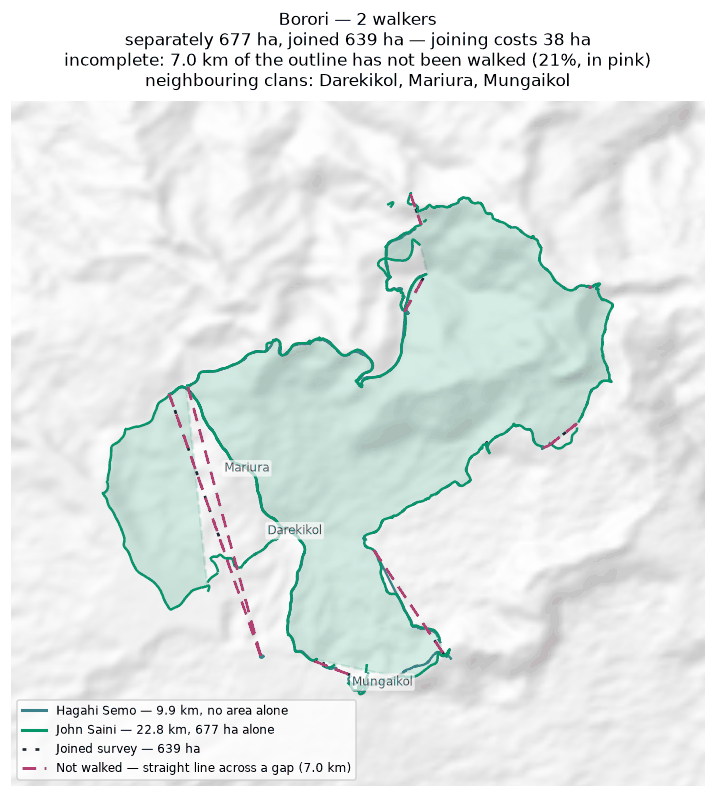 Borori — 2 walkers
separately 677 ha, joined 639 ha — joining costs 38 ha
incomplete: 7.0 km of the outline has not been walked (21%, in pink)
neighbouring clans: Darekikol, Mariura, Mungaikol
Mariura
Darekikol
Mungaikol
Hagahi Semo — 9.9 km, no area alone
John Saini — 22.8 km, 677 ha alone
Joined survey — 639 ha
Not walked — straight line across a gap (7.0 km)